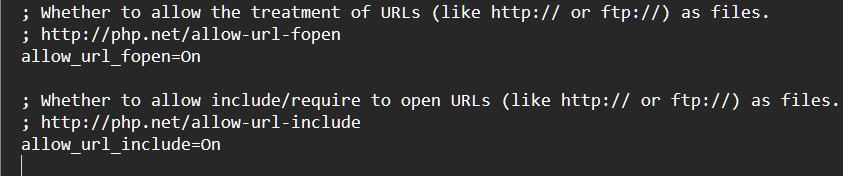 ; Whether to allow the treatment of URLs (like http:// or ftp://) as files.
; http://php.net/allow-url-fopen
allow_url_fopen=On
; Whether to allow include/require to open URLs (like http:// or ftp://) as files.
; http://php.net/allow-url-include
allow_url_include=On